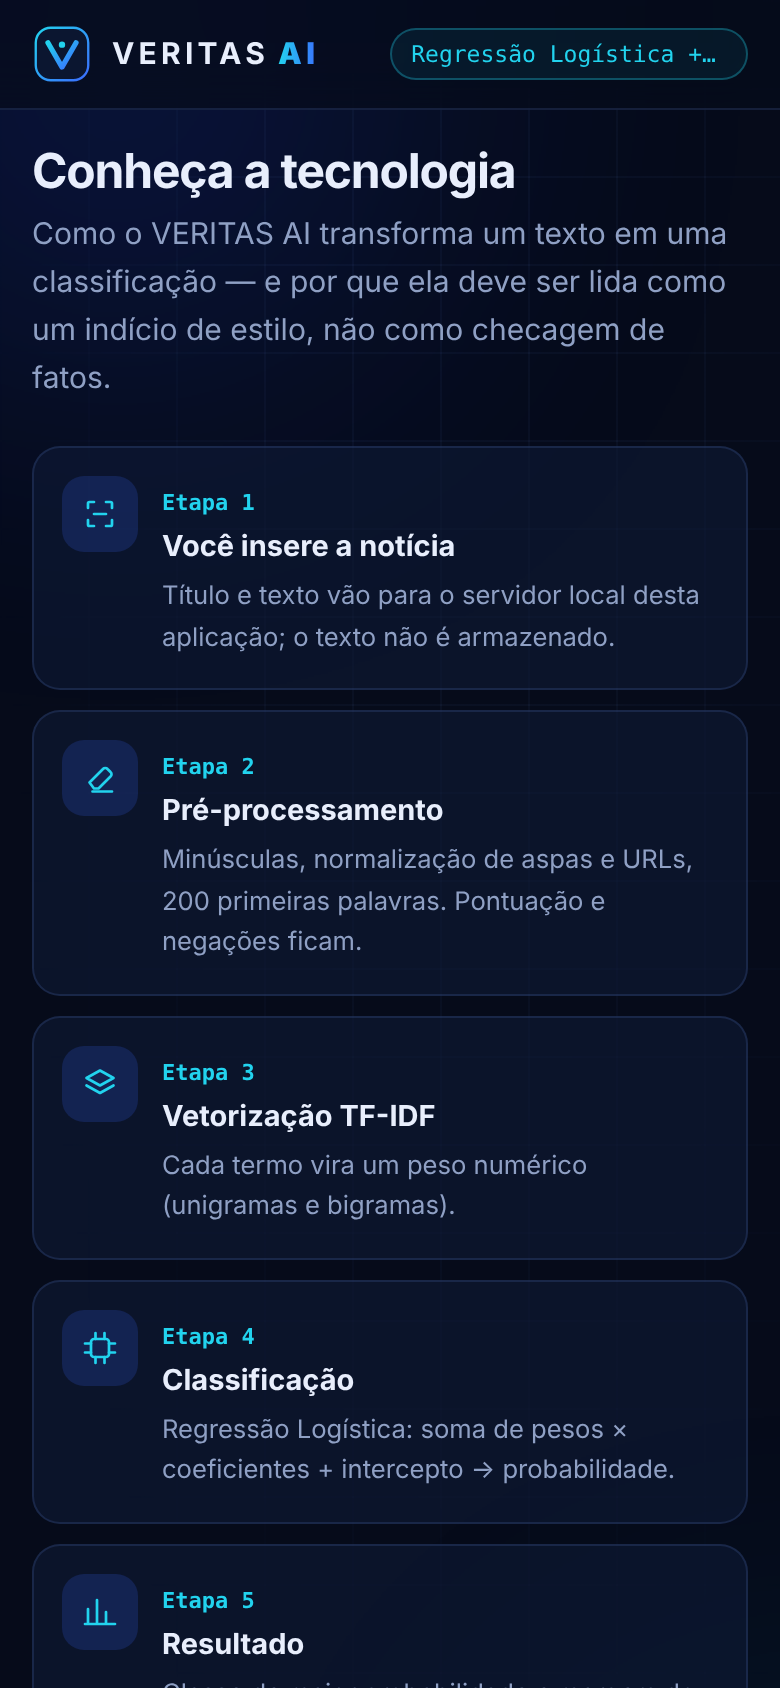 VERITAS AI
Regressão Logística +…
Conheça a tecnologia
Como o VERITAS AI transforma um texto em uma
classificação — e por que ela deve ser lida como
um indício de estilo, não como checagem de
fatos.
Etapa 1
Você insere a notícia
Título e texto vão para o servidor local desta
aplicação; o texto não é armazenado.
Etapa 2
Pré-processamento
Minúsculas, normalização de aspas e URLs,
200 primeiras palavras. Pontuação e
negações ficam.
Etapa 3
Vetorização TF-IDF
Cada termo vira um peso numérico
(unigramas e bigramas).
Etapa 4
Classificação
Regressão Logística: soma de pesos ×
coeficientes + intercepto → probabilidade.
Etapa 5
Resultado